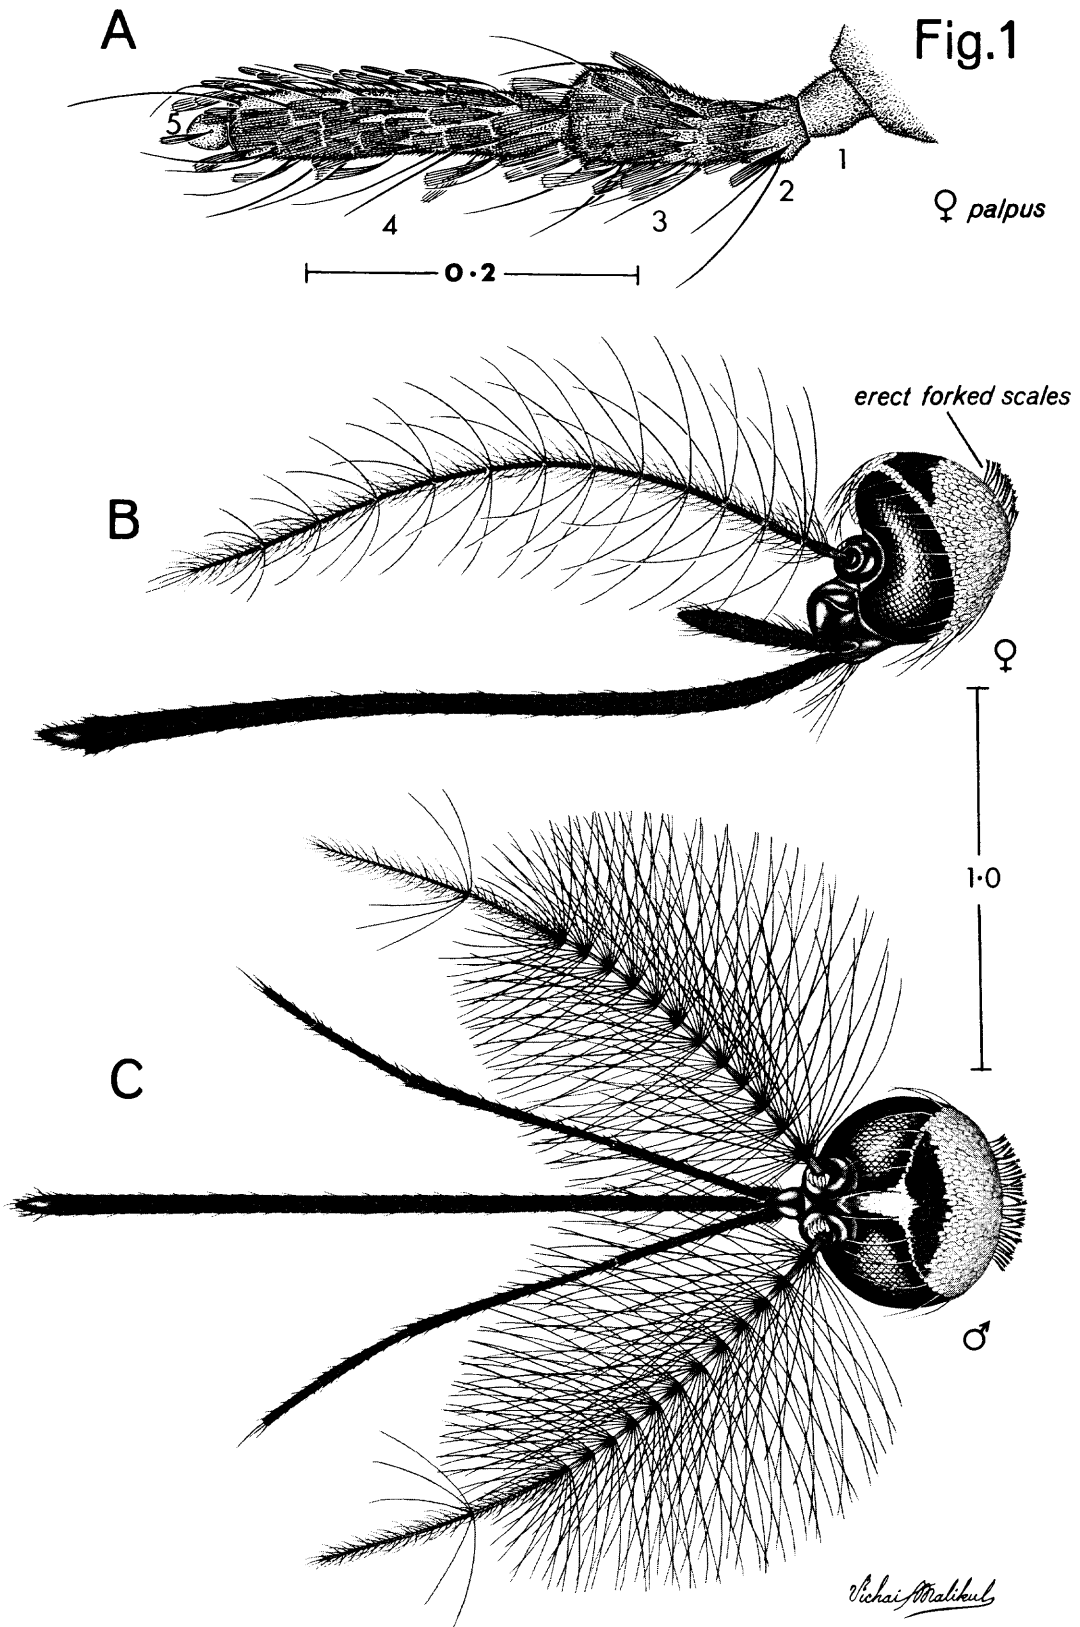 A
Fig.1
5
1
2
3
4
♀ palpus
0·2
erect forked scales
B
♀
1·0
C
♂
Vichai Malikul